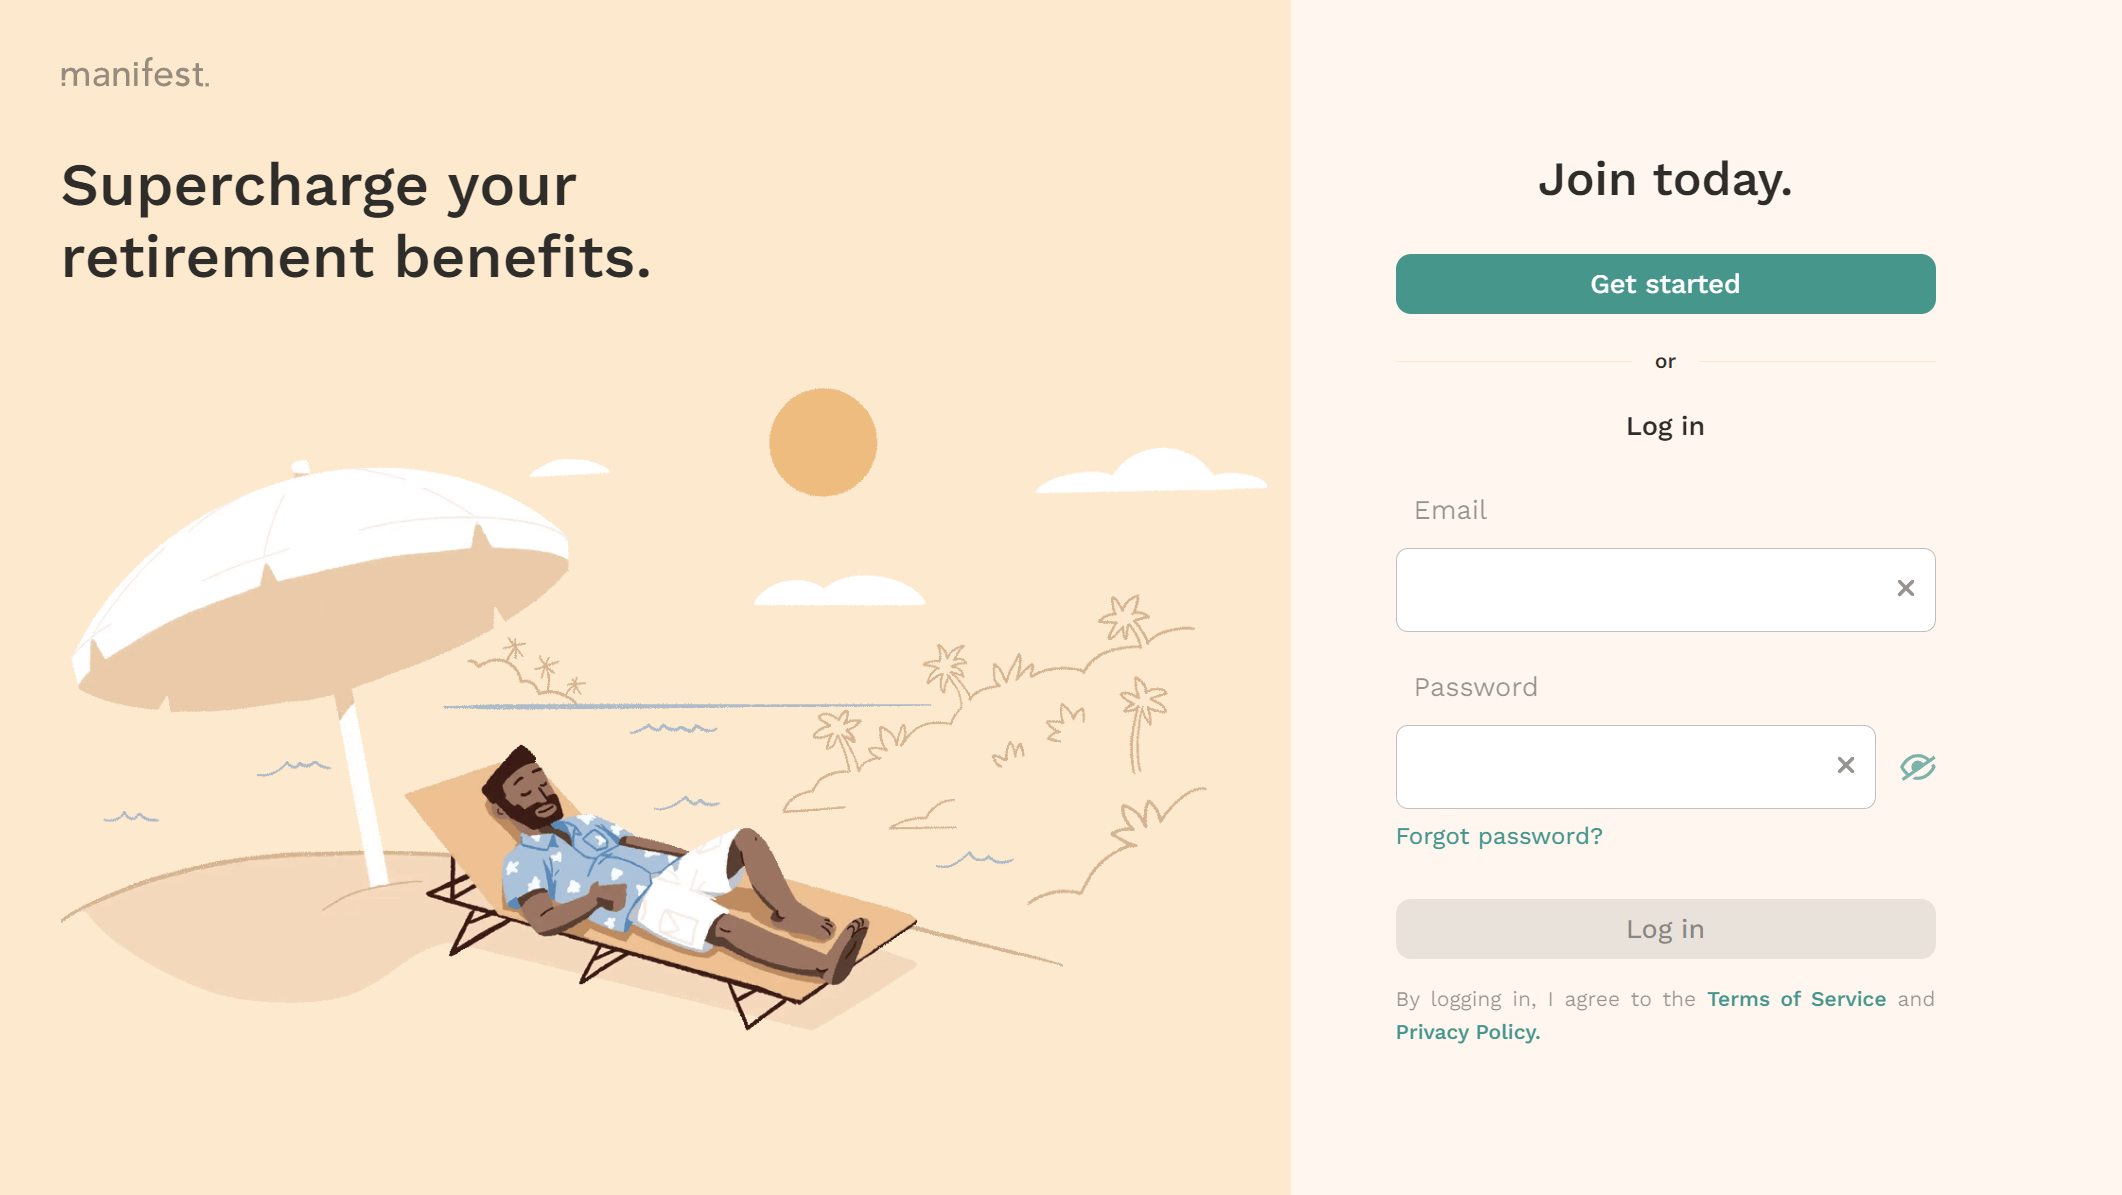 manifest.
Supercharge your
retirement benefits.
Join today.
Get started
or
Log in
Email
Password
Forgot password?
Log in
By logging in, I agree to the Terms of Service and
Privacy Policy.